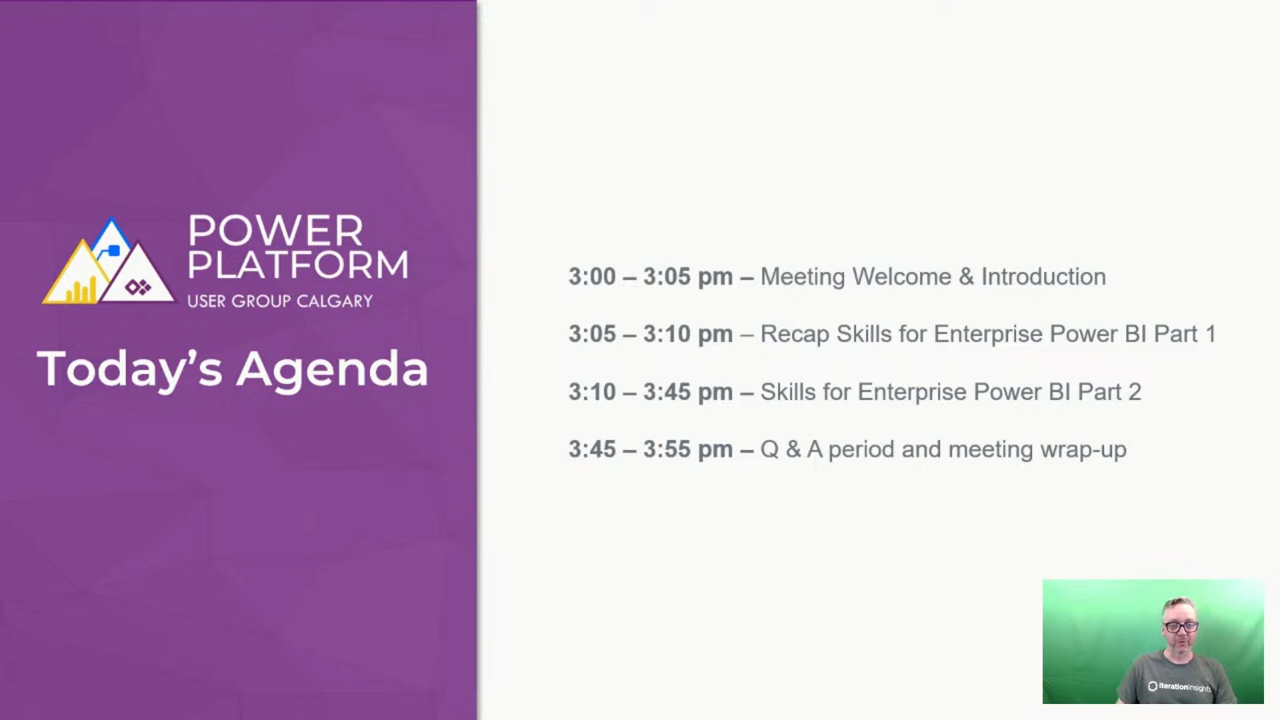 POWER
PLATFORM
USER GROUP CALGARY
Today's Agenda
3:00 – 3:05 pm – Meeting Welcome & Introduction
3:05 – 3:10 pm – Recap Skills for Enterprise Power BI Part 1
3:10 – 3:45 pm – Skills for Enterprise Power BI Part 2
3:45 – 3:55 pm – Q & A period and meeting wrap-up
iterationinsights